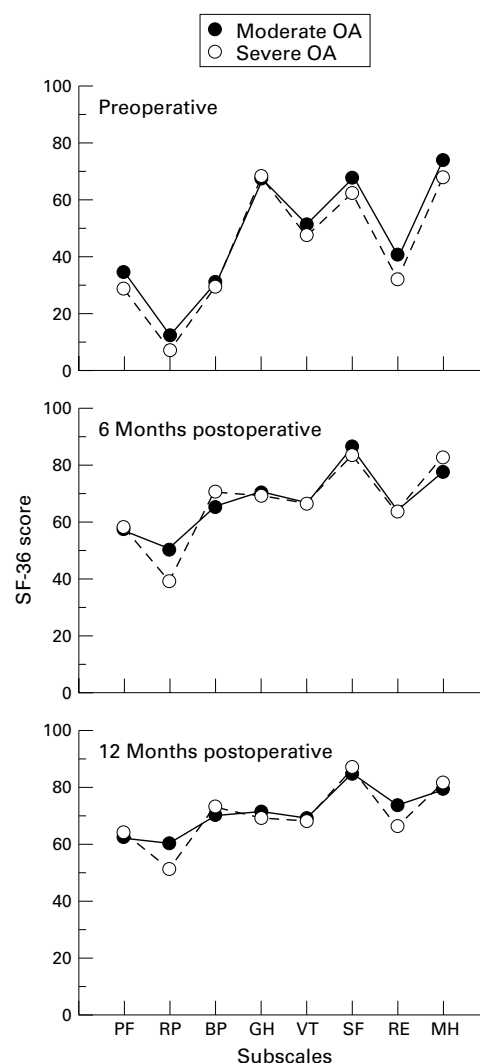 Moderate OA
Severe OA
100
Preoperative
80
60
40
20
0
100
6 Months postoperative
80
60
40
20
0
SF-36 score
100
12 Months postoperative
80
60
40
20
0
PF RP BP GH VT SF RE MH
Subscales